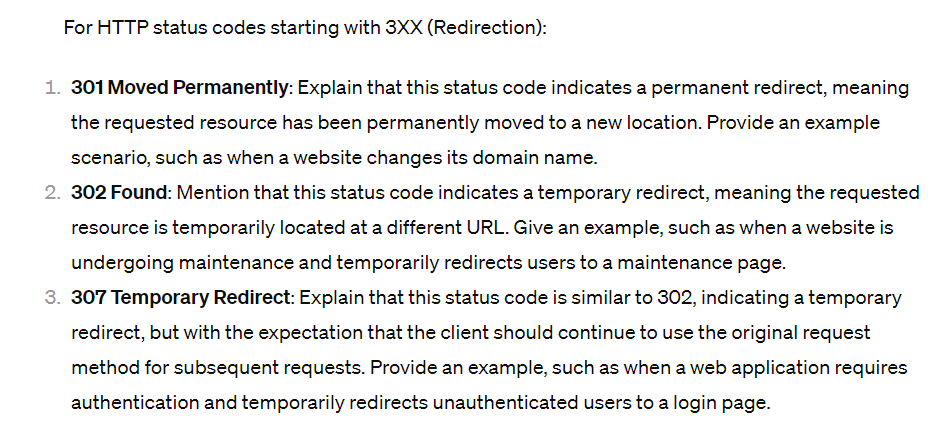 For HTTP status codes starting with 3XX (Redirection):
1. 301 Moved Permanently: Explain that this status code indicates a permanent redirect, meaning
the requested resource has been permanently moved to a new location. Provide an example
scenario, such as when a website changes its domain name.
2. 302 Found: Mention that this status code indicates a temporary redirect, meaning the requested
resource is temporarily located at a different URL. Give an example, such as when a website is
undergoing maintenance and temporarily redirects users to a maintenance page.
3. 307 Temporary Redirect: Explain that this status code is similar to 302, indicating a temporary
redirect, but with the expectation that the client should continue to use the original request
method for subsequent requests. Provide an example, such as when a web application requires
authentication and temporarily redirects unauthenticated users to a login page.